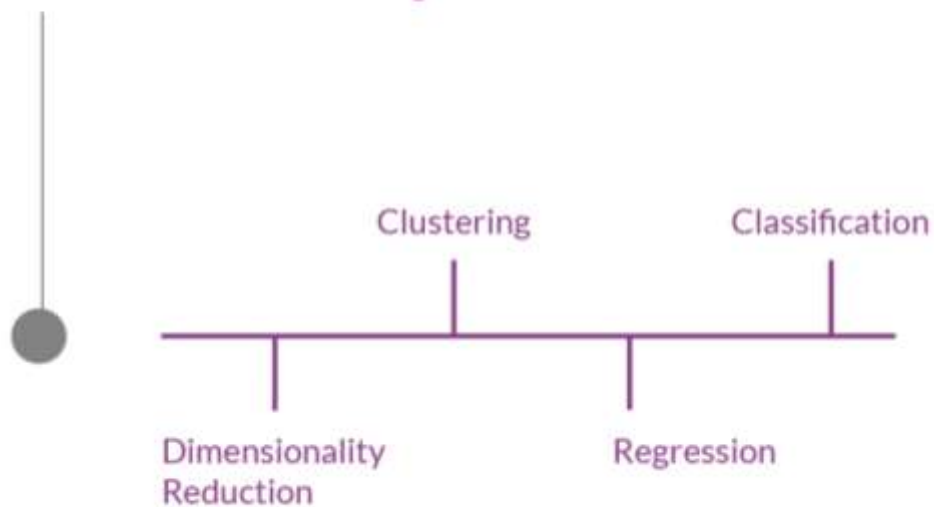 Clustering
Classification
Dimensionality
Reduction
Regression